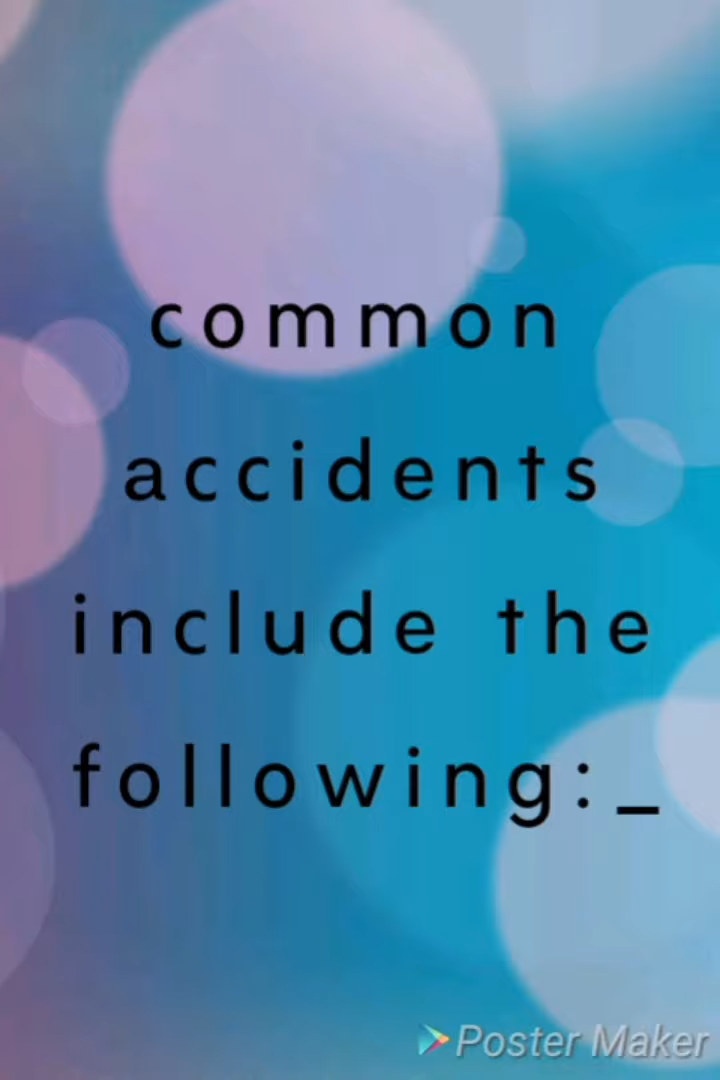 common
accidents
include the
following:_
Poster Maker